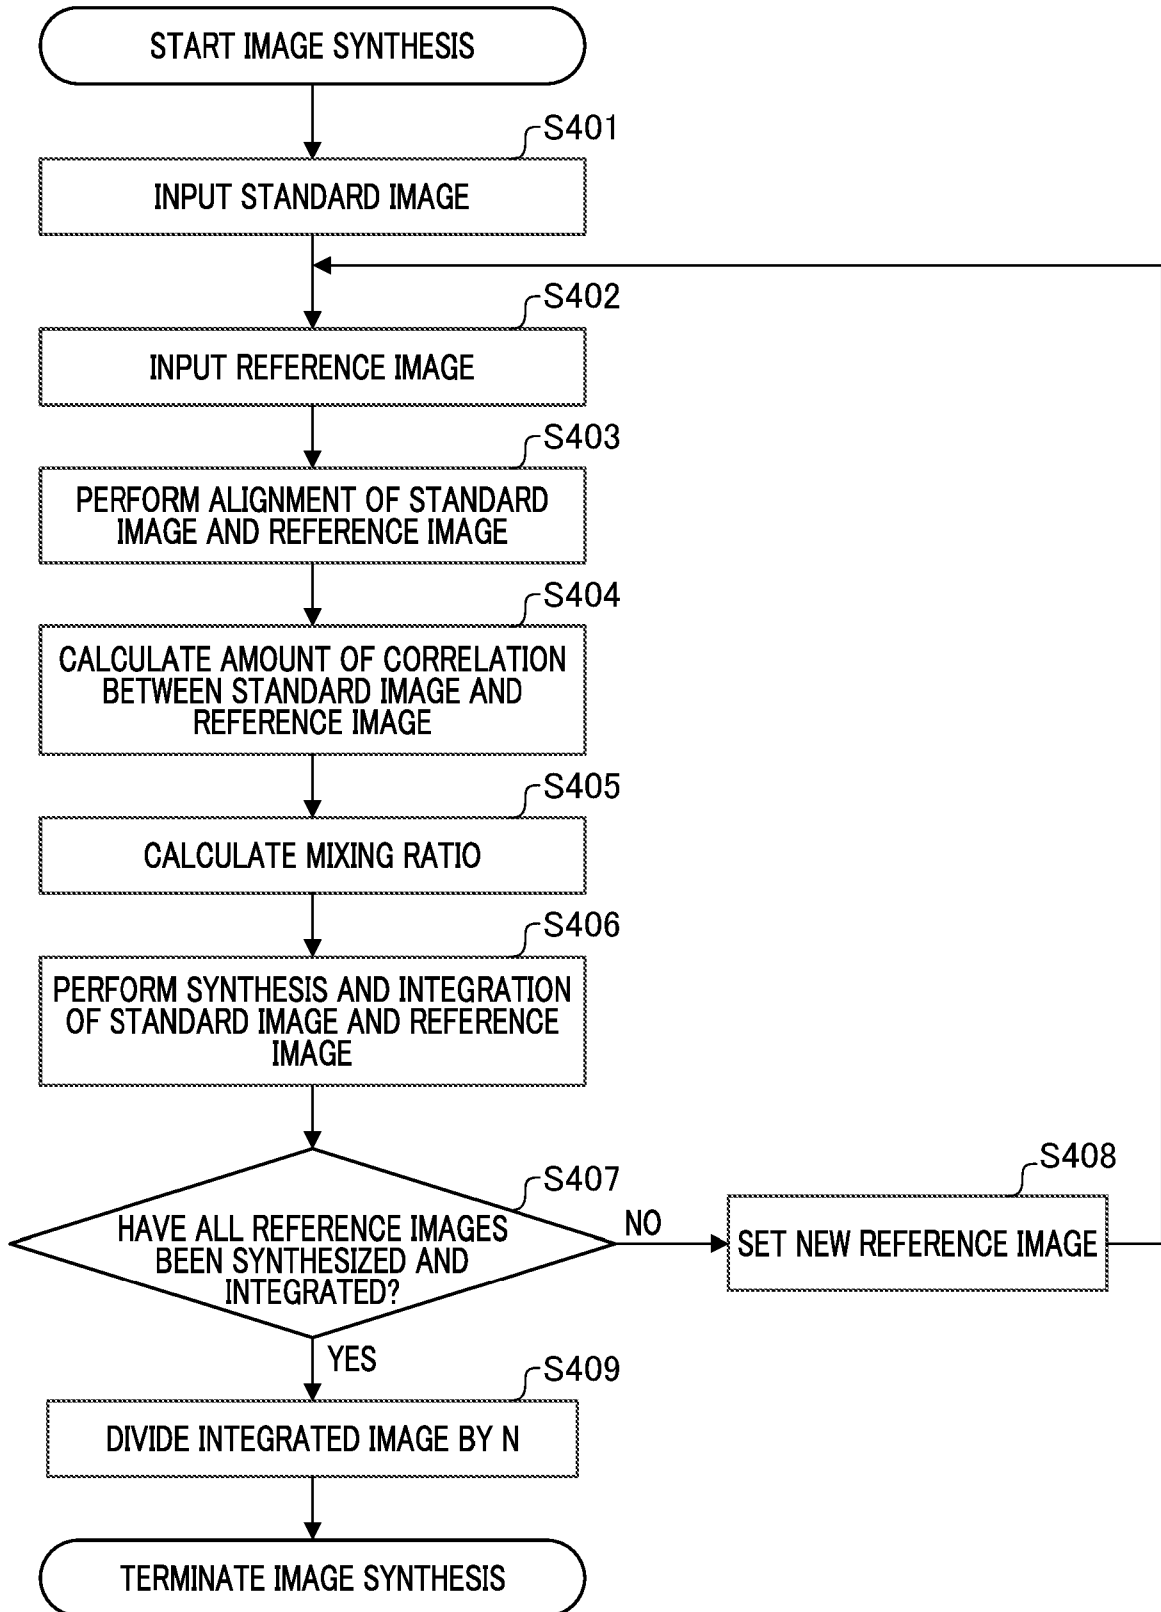 START IMAGE SYNTHESIS
S401
INPUT STANDARD IMAGE
S402
INPUT REFERENCE IMAGE
S403
PERFORM ALIGNMENT OF STANDARD
IMAGE AND REFERENCE IMAGE
S404
CALCULATE AMOUNT OF CORRELATION
BETWEEN STANDARD IMAGE AND
REFERENCE IMAGE
S405
CALCULATE MIXING RATIO
S406
PERFORM SYNTHESIS AND INTEGRATION
OF STANDARD IMAGE AND REFERENCE
IMAGE
S407
HAVE ALL REFERENCE IMAGES
BEEN SYNTHESIZED AND
INTEGRATED?
NO
S408
SET NEW REFERENCE IMAGE
YES
S409
DIVIDE INTEGRATED IMAGE BY N
TERMINATE IMAGE SYNTHESIS